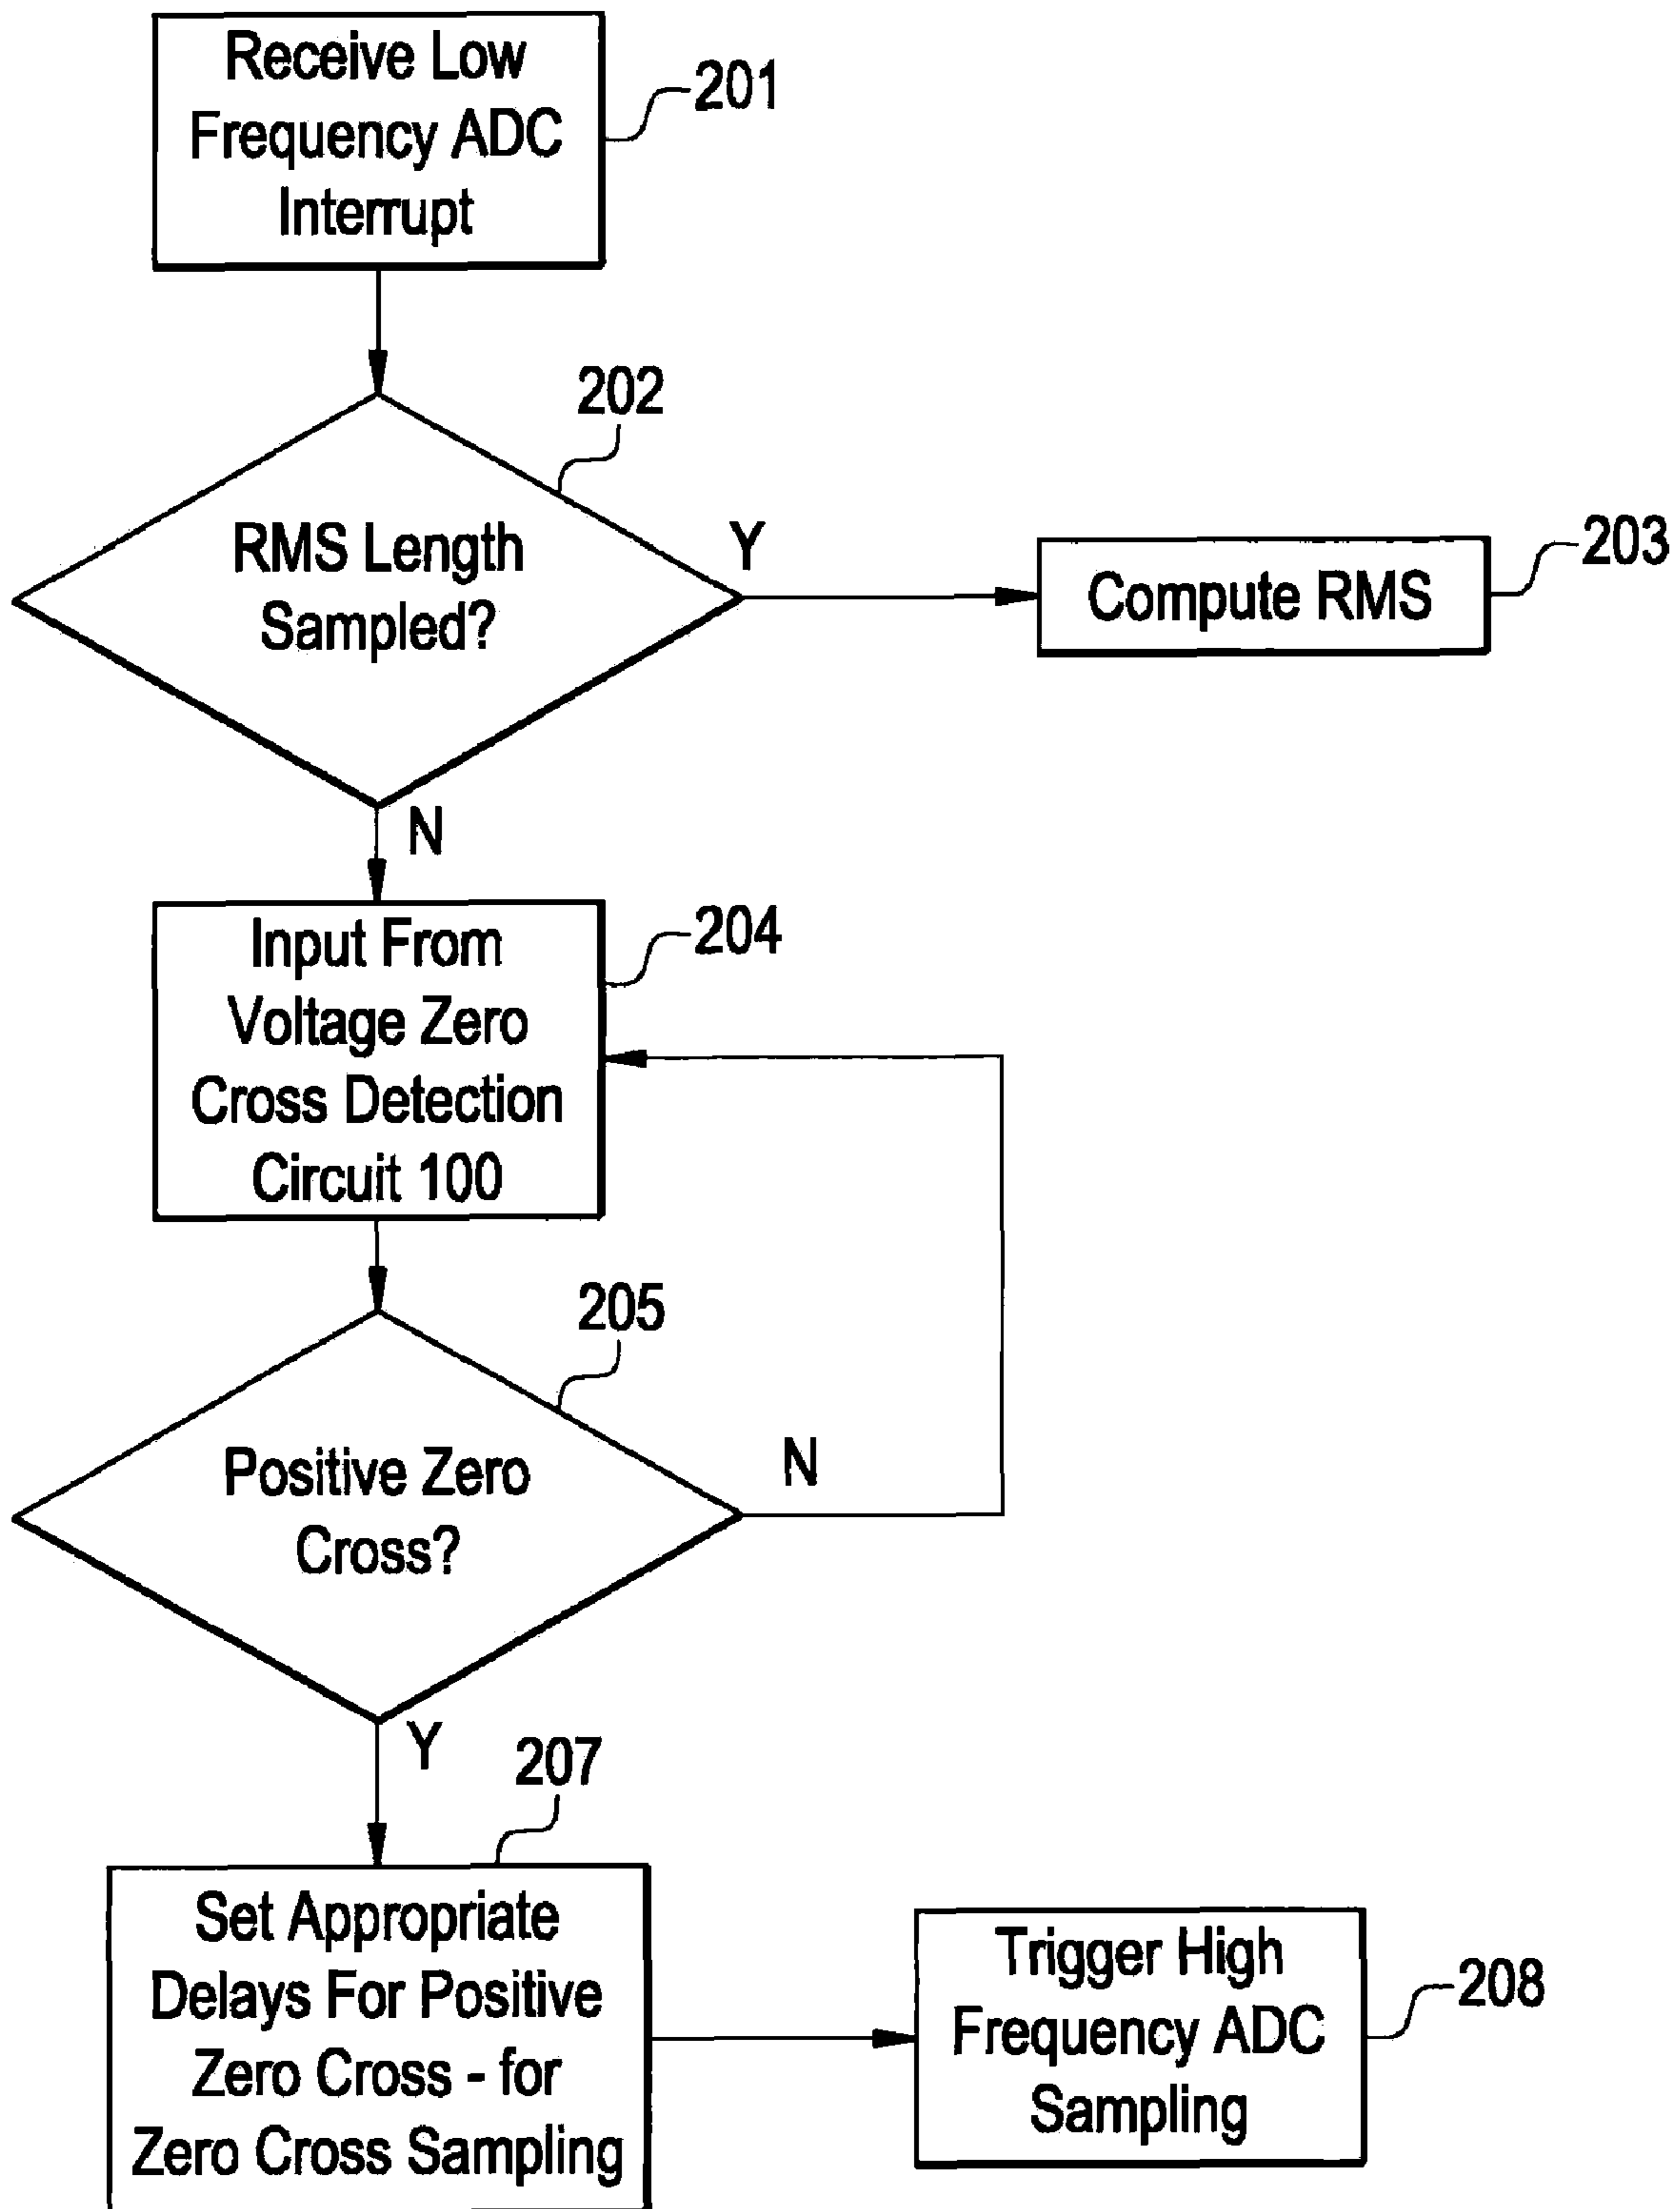 Receive Low
Frequency ADC
Interrupt
201
202
RMS Length
Sampled?
Y
Compute RMS
203
N
Input From
Voltage Zero
Cross Detection
Circuit 100
204
205
Positive Zero
Cross?
N
Y
207
Set Appropriate
Delays For Positive
Zero Cross - for
Zero Cross Sampling
Trigger High
Frequency ADC
Sampling
208